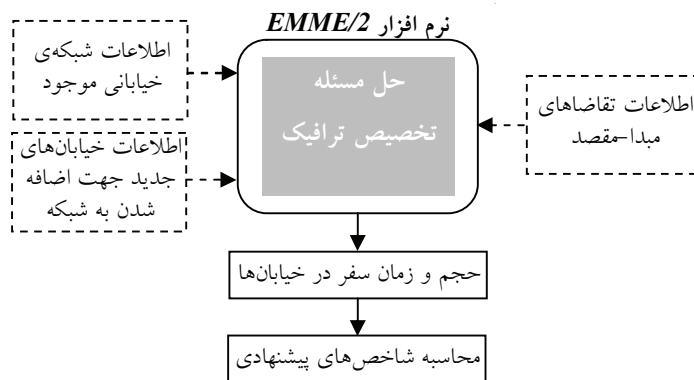 نرم افزار EMME/2
اطلاعات شبکه‌ی
خیابانی موجود
حل مسئله
تخصیص ترافیک
اطلاعات تقاضاهای
مبدا-مقصد
اطلاعات خیابان‌های
جدید جهت اضافه
شدن به شبکه
حجم و زمان سفر در خیابان‌ها
محاسبه شاخص‌های پیشنهادی